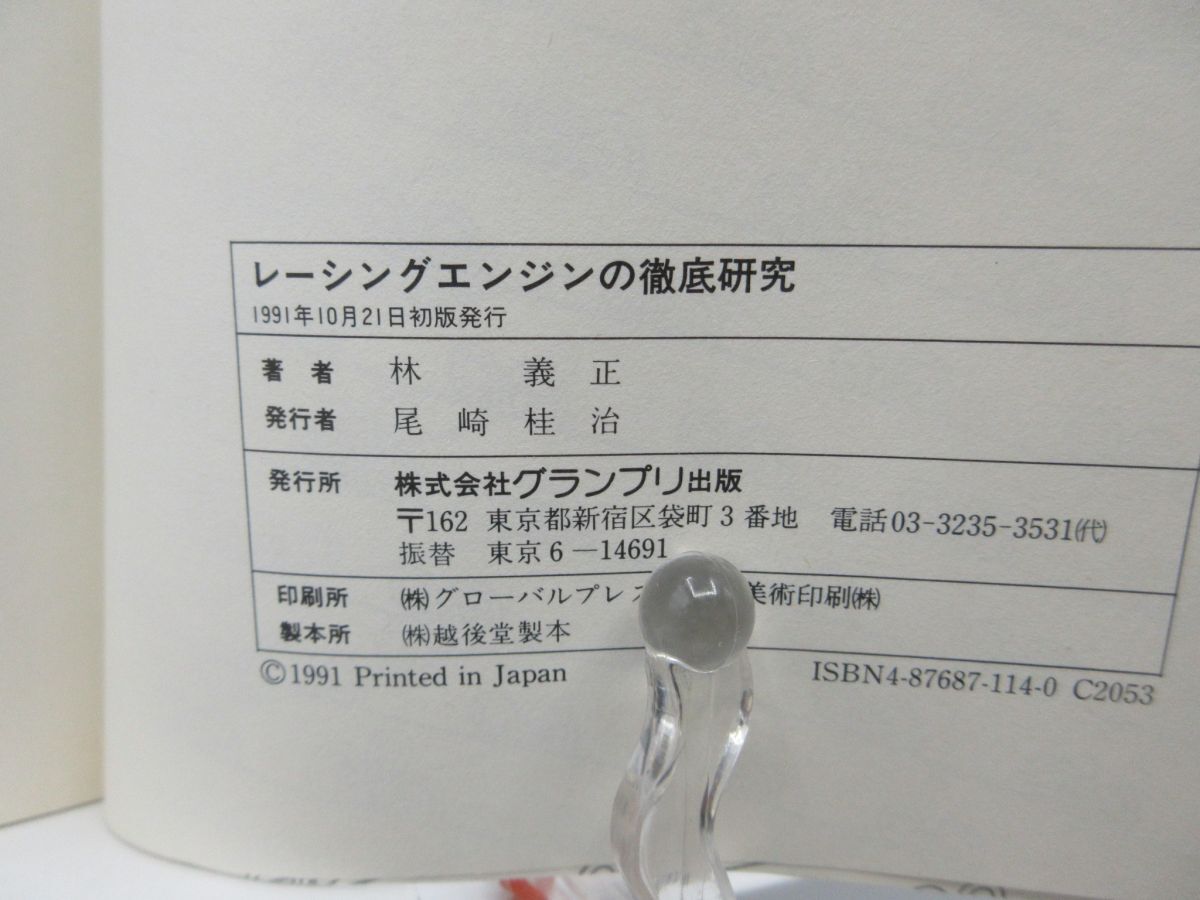 レーシングエンジンの徹底研究
1991年10月21日初版発行
著 者 林 義 正
発行者 尾 崎 桂 治
発行所 株式会社グランプリ出版
〒162 東京都新宿区袋町3番地 電話03-3235-3531㈹
振替 東京6-14691
印刷所 ㈱グローバルプレス 美術印刷㈱
製本所 ㈱越後堂製本
©1991 Printed in Japan ISBN4-87687-114-0 C2053